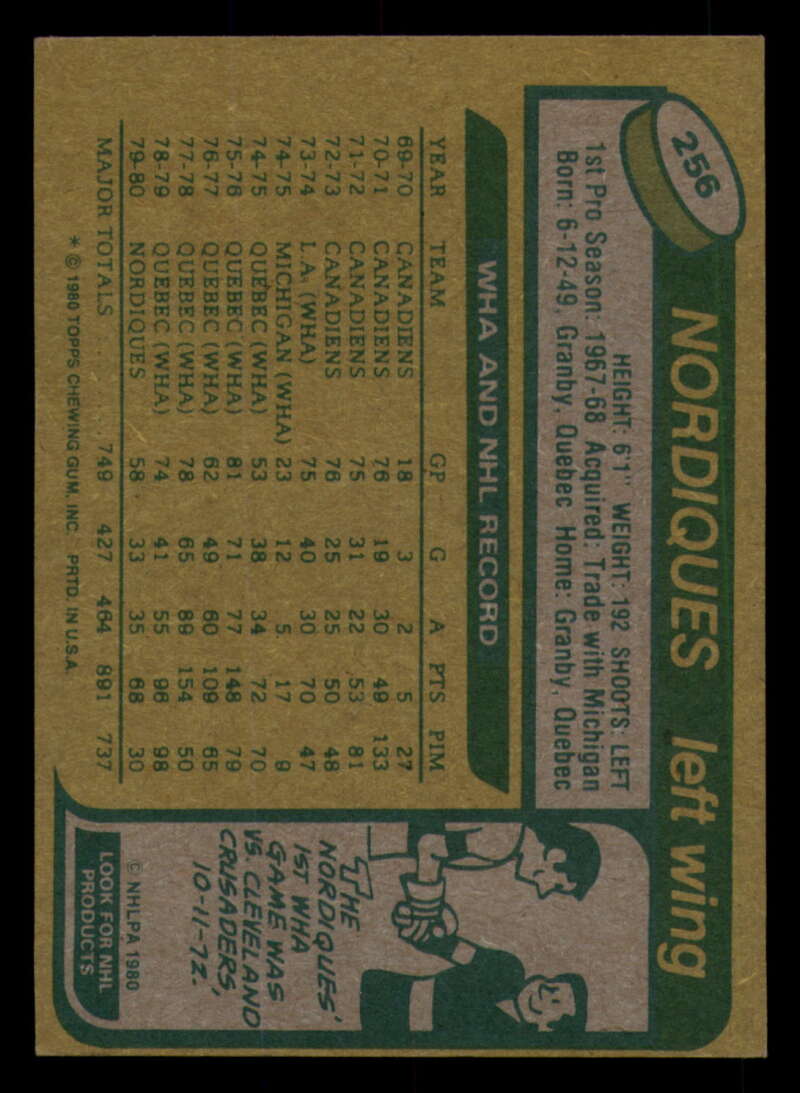 256
NORDIQUES left wing
HEIGHT: 6'1" WEIGHT: 192 SHOOTS: LEFT
1st Pro Season: 1967-68 Acquired: Trade with Michigan
Born: 6-12-49, Granby, Quebec Home: Granby, Quebec
WHA AND NHL RECORD
YEAR TEAM GP G A PTS PIM
69-70 CANADIENS 18 3 2 5 27
70-71 CANADIENS 76 19 30 49 133
71-72 CANADIENS 75 31 22 53 81
72-73 CANADIENS 76 25 25 50 48
73-74 L.A. (WHA) 75 40 30 70 47
74-75 MICHIGAN (WHA) 23 12 5 17 9
74-75 QUEBEC (WHA) 53 38 34 72 70
75-76 QUEBEC (WHA) 81 71 77 148 79
76-77 QUEBEC (WHA) 62 49 60 109 65
77-78 QUEBEC (WHA) 78 65 89 154 50
78-79 QUEBEC (WHA) 74 41 55 96 98
79-80 NORDIQUES 58 33 35 68 30
MAJOR TOTALS . . . . . . . . 749 427 464 891 737
* © 1980 TOPPS CHEWING GUM, INC. PRTD. IN U.S.A.
THE
NORDIQUES'
1ST WHA
GAME WAS
VS. CLEVELAND
CRUSADERS,
10-11-72.
© NHLPA 1980
LOOK FOR NHL
PRODUCTS